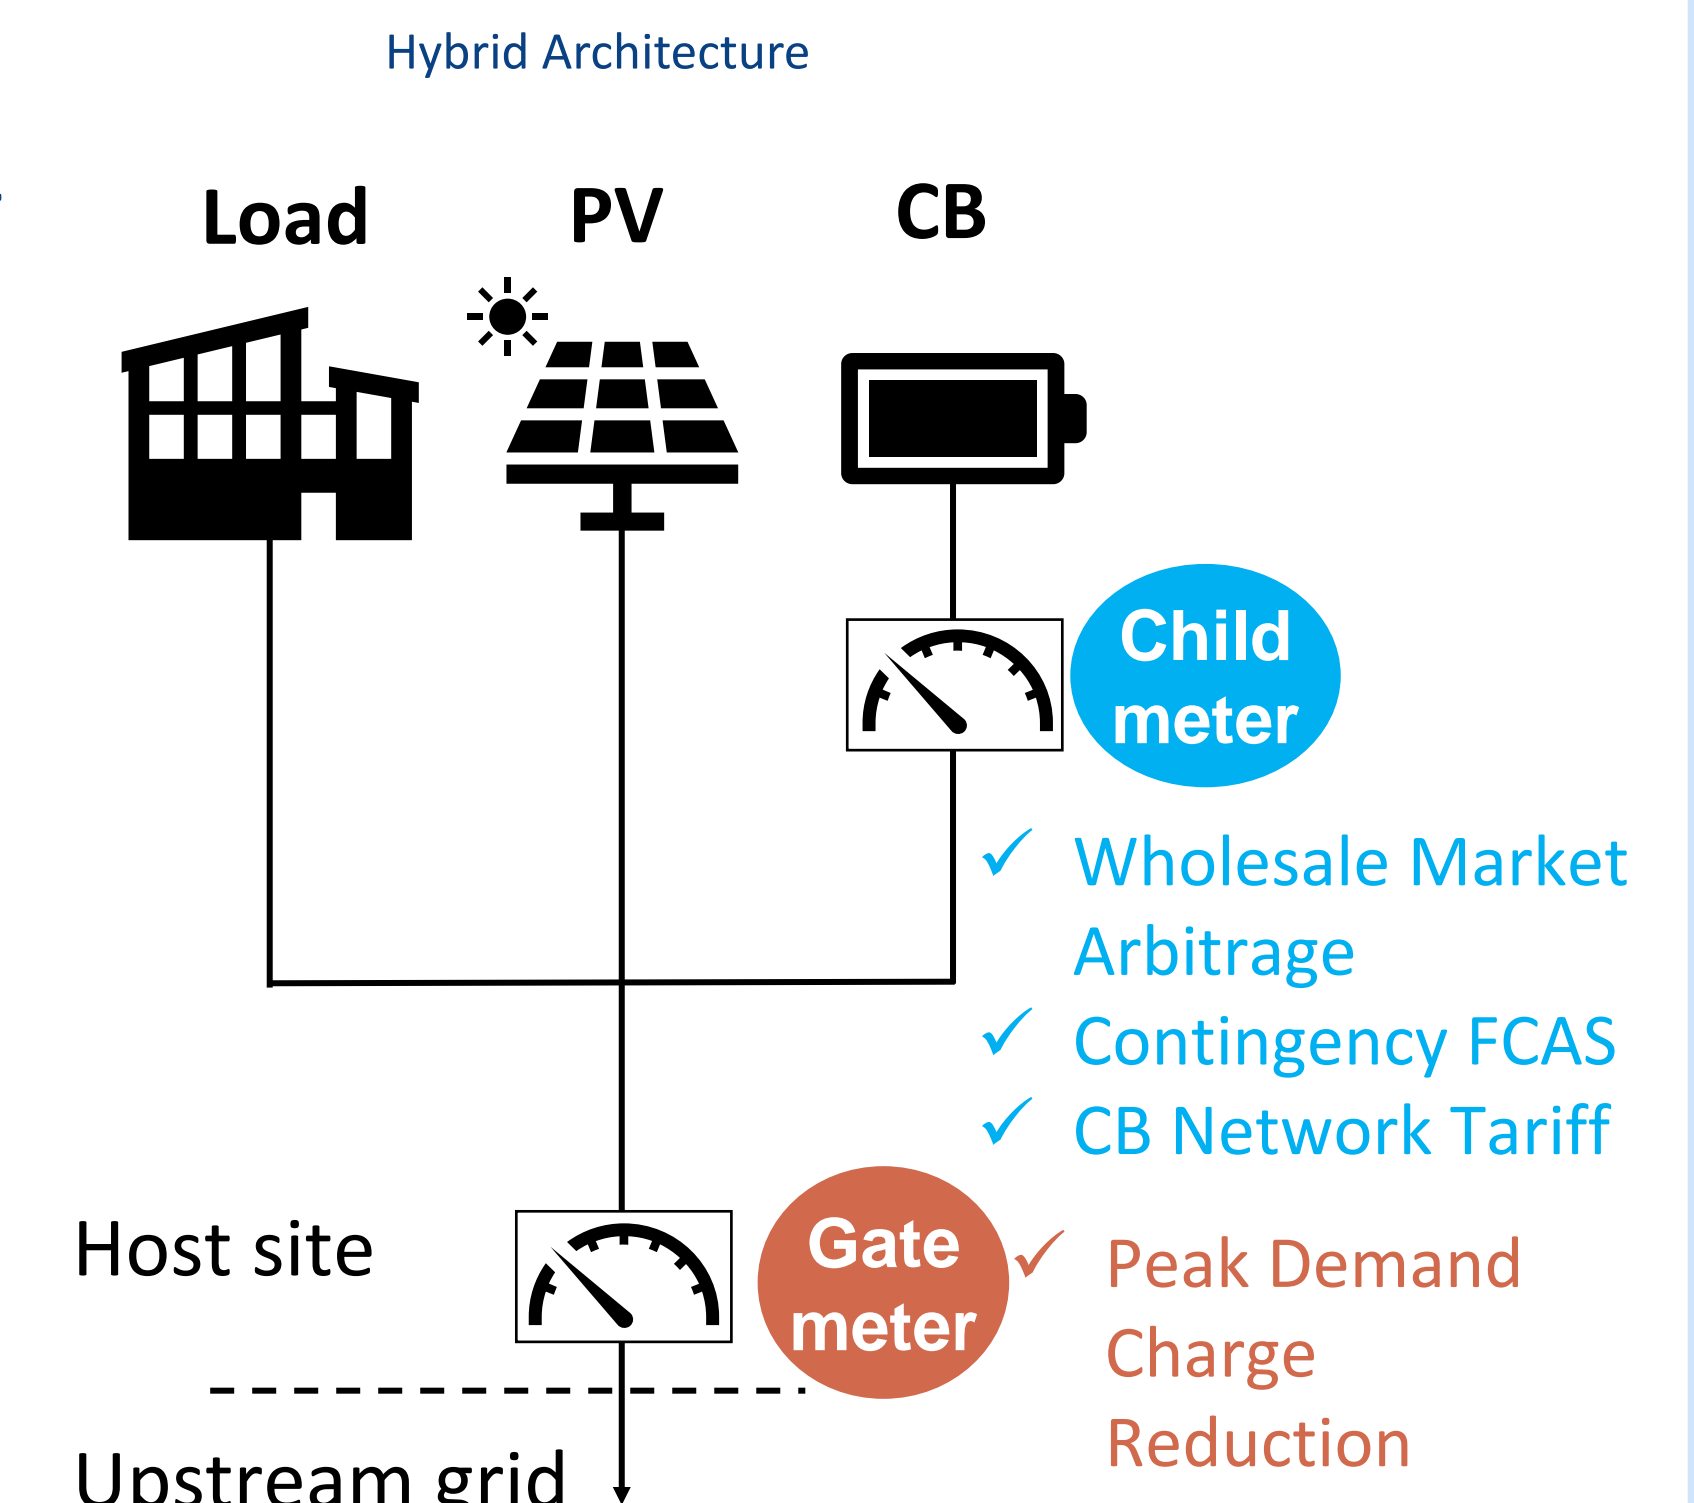 Hybrid Architecture
Load
PV
CB
Child
meter
Wholesale Market
Arbitrage
Contingency FCAS
CB Network Tariff
Host site
Gate
meter
Peak Demand
Charge
Reduction
Upstream grid